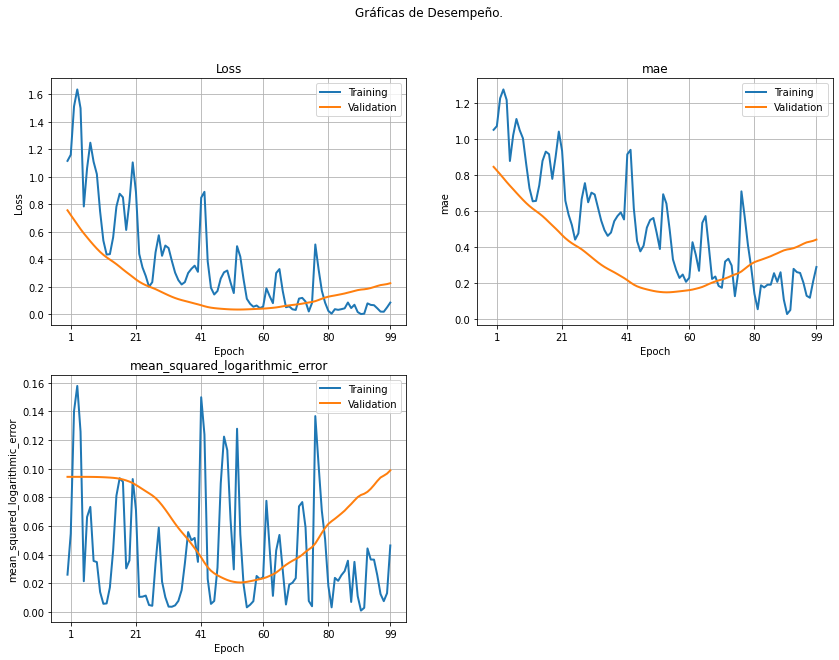 Gráficas de Desempeño.
Loss
Loss
1.6
1.4
1.2
1.0
0.8
0.6
0.4
0.2
0.0
Training
Validation
1
21
41
60
80
99
Epoch
mae
mae
1.2
1.0
0.8
0.6
0.4
0.2
0.0
Training
Validation
1
21
41
60
80
99
Epoch
mean_squared_logarithmic_error
mean_squared_logarithmic_error
0.16
0.14
0.12
0.10
0.08
0.06
0.04
0.02
0.00
Training
Validation
1
21
41
60
80
99
Epoch